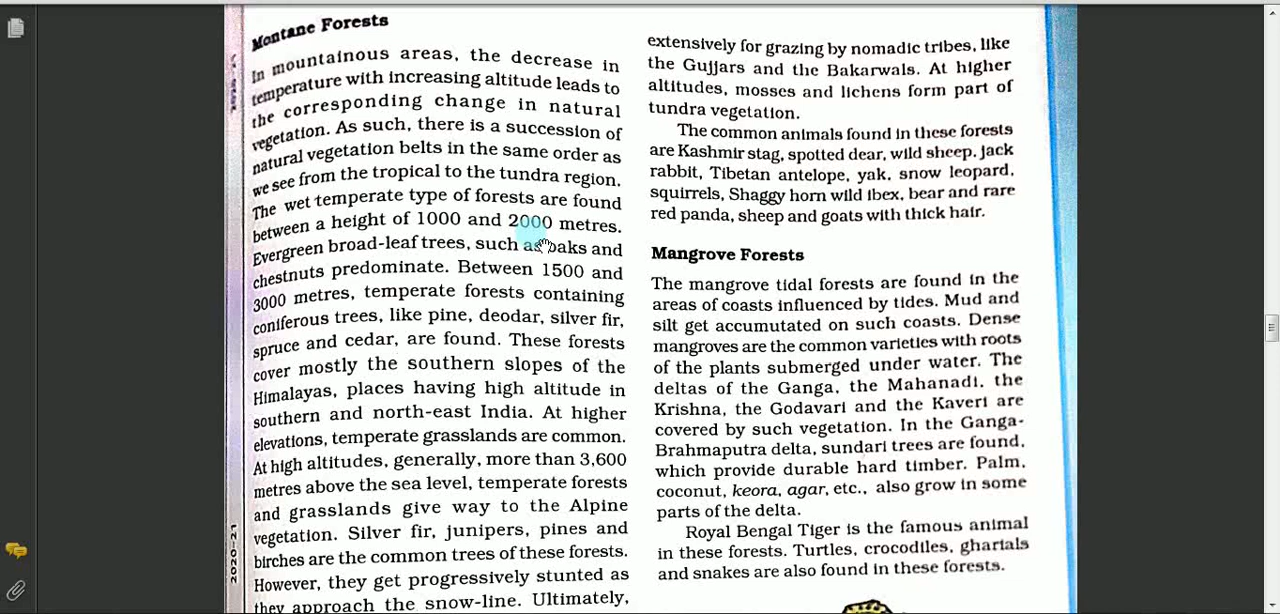 Montane Forests
In mountainous areas, the decrease in
temperature with increasing altitude leads to
the corresponding change in natural
vegetation. As such, there is a succession of
natural vegetation belts in the same order as
we see from the tropical to the tundra region.
The wet temperate type of forests are found
between a height of 1000 and 2000 metres.
Evergreen broad-leaf trees, such as oaks and
chestnuts predominate. Between 1500 and
3000 metres, temperate forests containing
coniferous trees, like pine, deodar, silver fir,
spruce and cedar, are found. These forests
cover mostly the southern slopes of the
Himalayas, places having high altitude in
southern and north-east India. At higher
elevations, temperate grasslands are common.
At high altitudes, generally, more than 3,600
metres above the sea level, temperate forests
and grasslands give way to the Alpine
vegetation. Silver fir, junipers, pines and
birches are the common trees of these forests.
However, they get progressively stunted as
they approach the snow-line. Ultimately,
2020-21
extensively for grazing by nomadic tribes, like
the Gujjars and the Bakarwals. At higher
altitudes, mosses and lichens form part of
tundra vegetation.
The common animals found in these forests
are Kashmir stag, spotted dear, wild sheep, jack
rabbit, Tibetan antelope, yak, snow leopard,
squirrels, Shaggy horn wild ibex, bear and rare
red panda, sheep and goats with thick hair.
Mangrove Forests
The mangrove tidal forests are found in the
areas of coasts influenced by tides. Mud and
silt get accumutated on such coasts. Dense
mangroves are the common varieties with roots
of the plants submerged under water. The
deltas of the Ganga, the Mahanadi, the
Krishna, the Godavari and the Kaveri are
covered by such vegetation. In the Ganga-
Brahmaputra delta, sundari trees are found,
which provide durable hard timber. Palm,
coconut, keora, agar, etc., also grow in some
parts of the delta.
Royal Bengal Tiger is the famous animal
in these forests. Turtles, crocodiles, gharials
and snakes are also found in these forests.